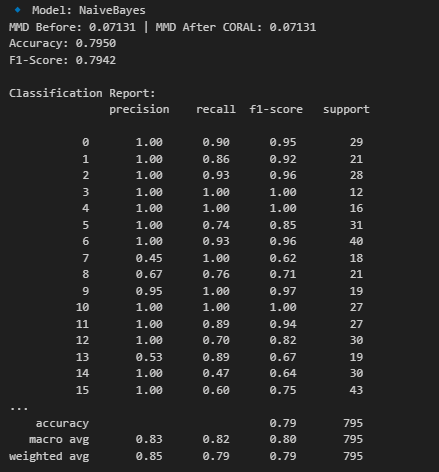 🔹 Model: NaiveBayes
MMD Before: 0.07131 | MMD After CORAL: 0.07131
Accuracy: 0.7950
F1-Score: 0.7942
Classification Report:
precision recall f1-score support
0 1.00 0.90 0.95 29
1 1.00 0.86 0.92 21
2 1.00 0.93 0.96 28
3 1.00 1.00 1.00 12
4 1.00 1.00 1.00 16
5 1.00 0.74 0.85 31
6 1.00 0.93 0.96 40
7 0.45 1.00 0.62 18
8 0.67 0.76 0.71 21
9 0.95 1.00 0.97 19
10 1.00 1.00 1.00 27
11 1.00 0.89 0.94 27
12 1.00 0.70 0.82 30
13 0.53 0.89 0.67 19
14 1.00 0.47 0.64 30
15 1.00 0.60 0.75 43
...
accuracy 0.79 795
macro avg 0.83 0.82 0.80 795
weighted avg 0.85 0.79 0.79 795